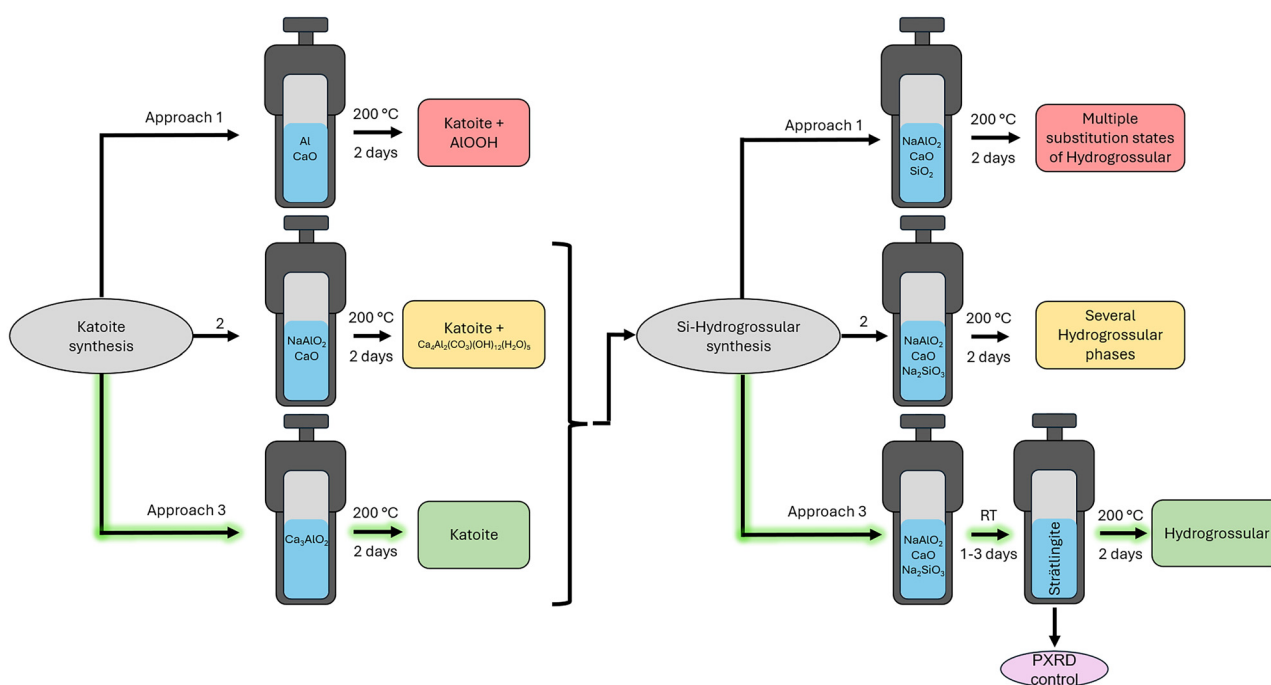 Approach 1
Al
CaO
200 °C
2 days
Katoite +
AlOOH
Katoite
synthesis
2
NaAlO₂
CaO
200 °C
2 days
Katoite +
Ca₄Al₂(CO₃)(OH)₁₂(H₂O)₅
Approach 3
Ca₃AlO₂
200 °C
2 days
Katoite
Si-Hydrogrossular
synthesis
Approach 1
NaAlO₂
CaO
SiO₂
200 °C
2 days
Multiple
substitution states
of Hydrogrossular
2
NaAlO₂
CaO
Na₂SiO₃
200 °C
2 days
Several
Hydrogrossular
phases
Approach 3
NaAlO₂
CaO
Na₂SiO₃
RT
1-3 days
Strätlingite
200 °C
2 days
Hydrogrossular
PXRD
control